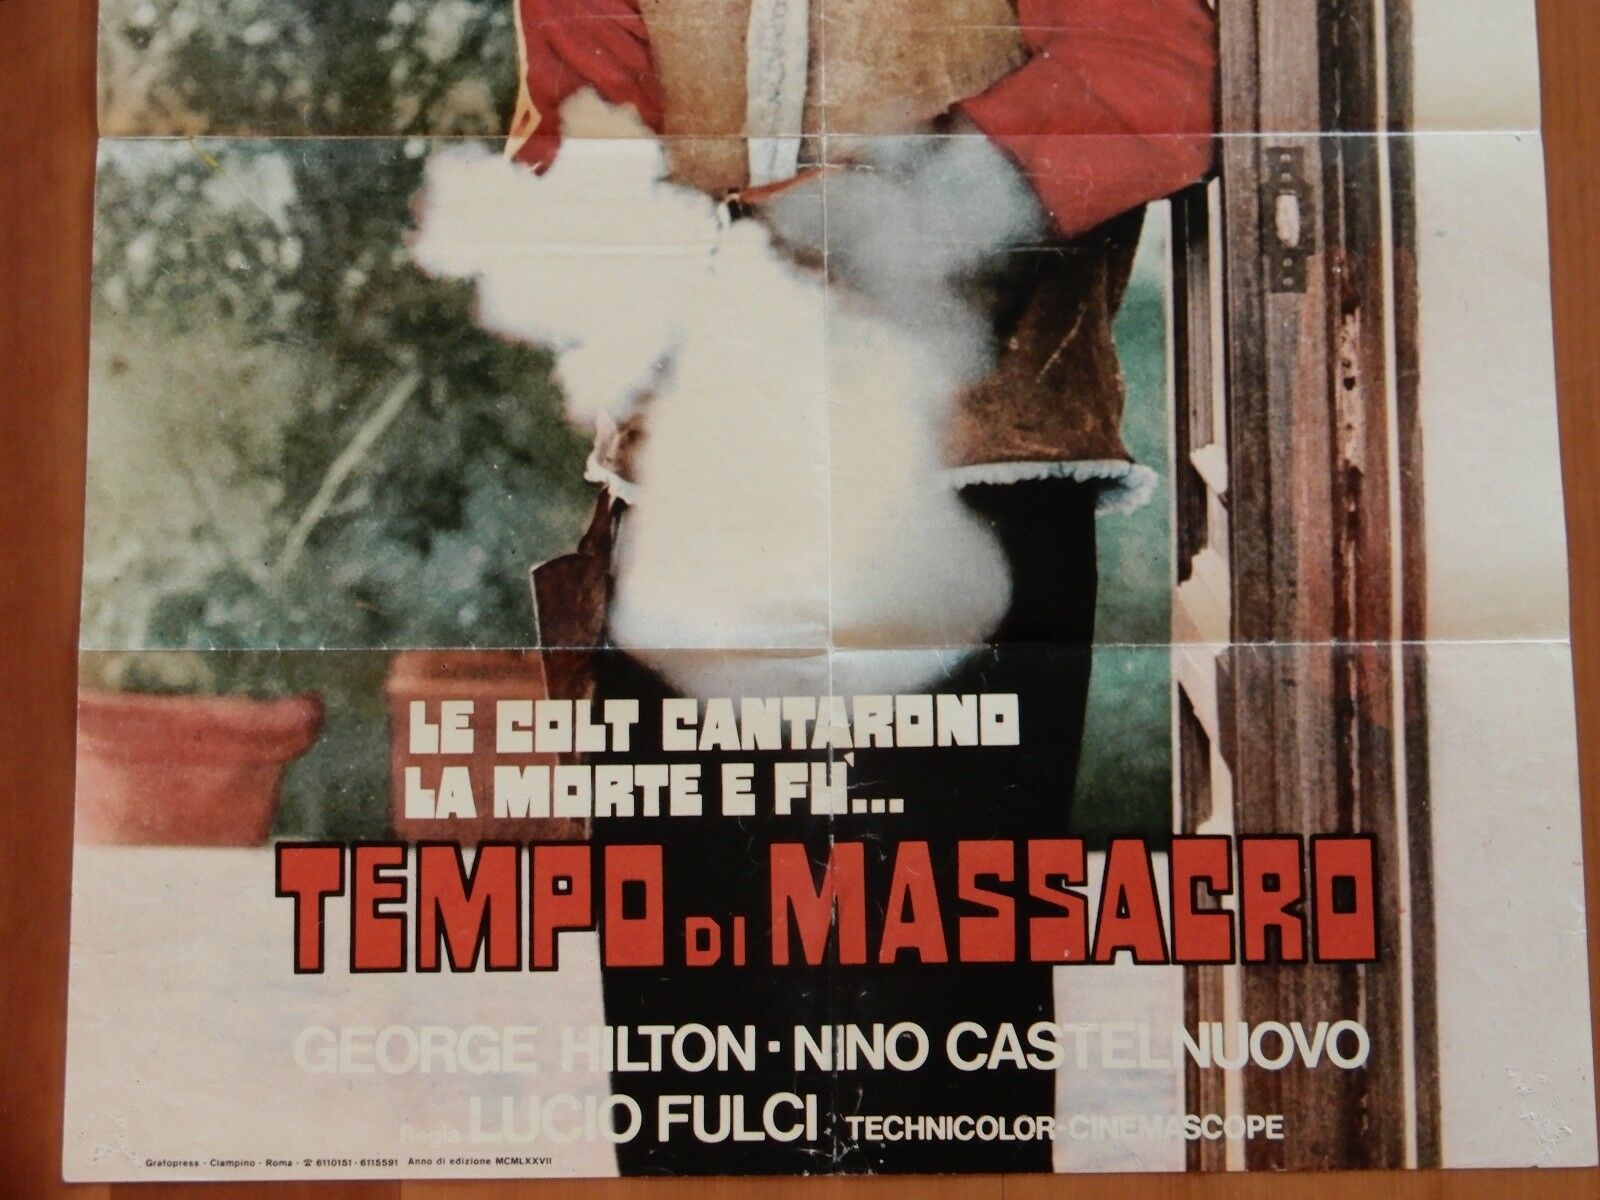 LE COLT CANTARONO
LA MORTE E FU'...
TEMPO DI MASSACRO
GEORGE HILTON - NINO CASTELNUOVO
Regia LUCIO FULCI TECHNICOLOR-CINEMASCOPE
Grafopress - Ciampino - Roma - ☎ 6110151 - 6115591 Anno di edizione MCMLXXVII